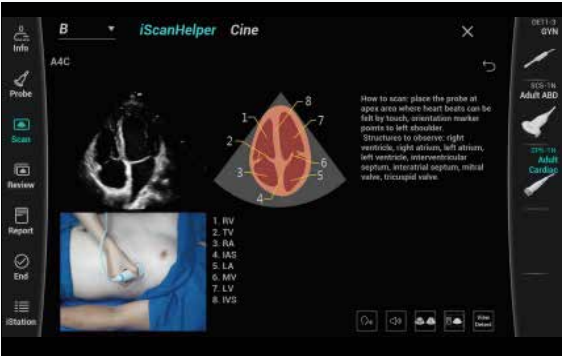 B
iScanHelper
Cine
A4C
Info
Probe
Scan
Review
Report
End
iStation
1
2
3
4
8
7
6
5
1. RV
2. TV
3. RA
4. IAS
5. LA
6. MV
7. LV
8. IVS
How to scan: place the probe at
apex area where heart beats can be
felt by touch, orientation marker
points to left shoulder.
Structures to observe: right
ventricle, right atrium, left atrium,
left ventricle, interventricular
septum, interatrial septum, mitral
valve, tricuspid valve.
GYN
Adult ABD
Adult
Cardiac